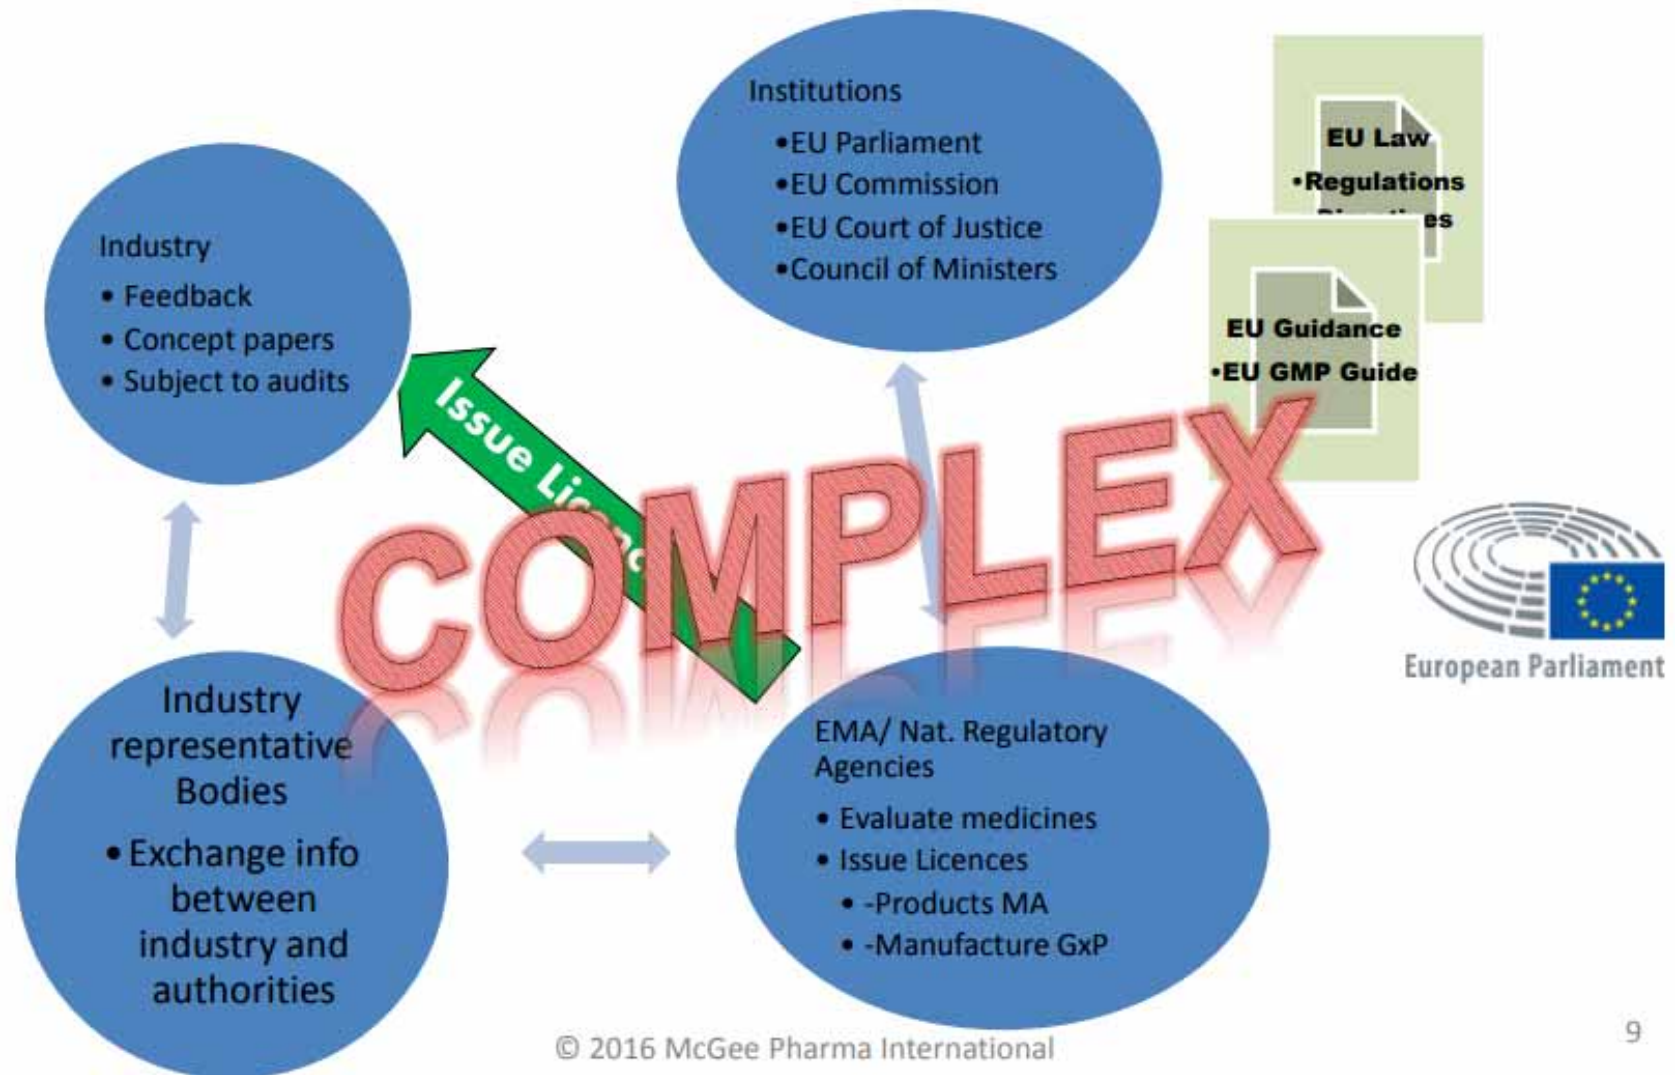 Institutions
•EU Parliament
•EU Commission
•EU Court of Justice
•Council of Ministers
EU Law
•Regulations
EU Guidance
•EU GMP Guide
Industry
• Feedback
• Concept papers
• Subject to audits
Issue
COMPLEX
European Parliament
Industry
representative
Bodies
• Exchange info
between
industry and
authorities
EMA/ Nat. Regulatory
Agencies
• Evaluate medicines
• Issue Licences
• -Products MA
• -Manufacture GxP
© 2016 McGee Pharma International
9